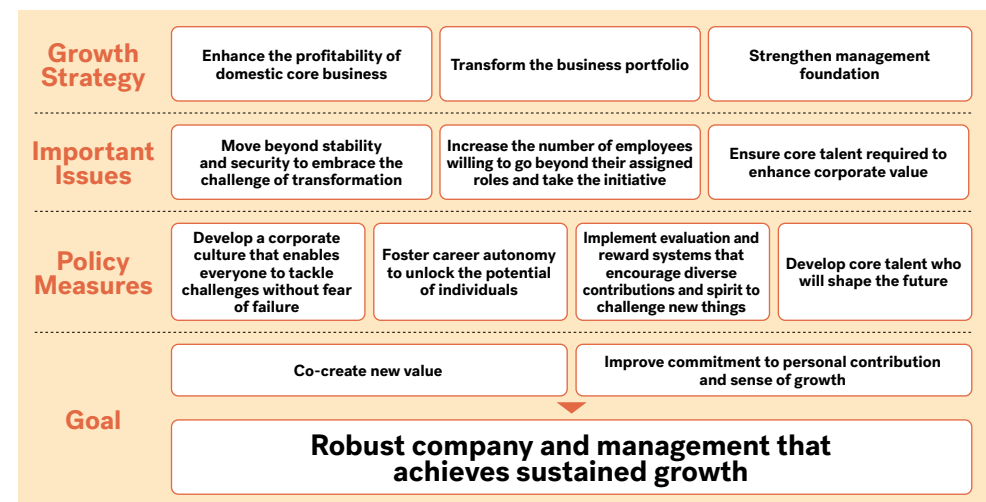 Growth
Strategy
Enhance the profitability of
domestic core business
Transform the business portfolio
Strengthen management
foundation
Important
Issues
Move beyond stability
and security to embrace the
challenge of transformation
Increase the number of employees
willing to go beyond their assigned
roles and take the initiative
Ensure core talent required to
enhance corporate value
Policy
Measures
Develop a corporate
culture that enables
everyone to tackle
challenges without fear
of failure
Foster career autonomy
to unlock the potential
of individuals
Implement evaluation and
reward systems that
encourage diverse
contributions and spirit to
challenge new things
Develop core talent who
will shape the future
Goal
Co-create new value
Improve commitment to personal contribution
and sense of growth
Robust company and management that
achieves sustained growth